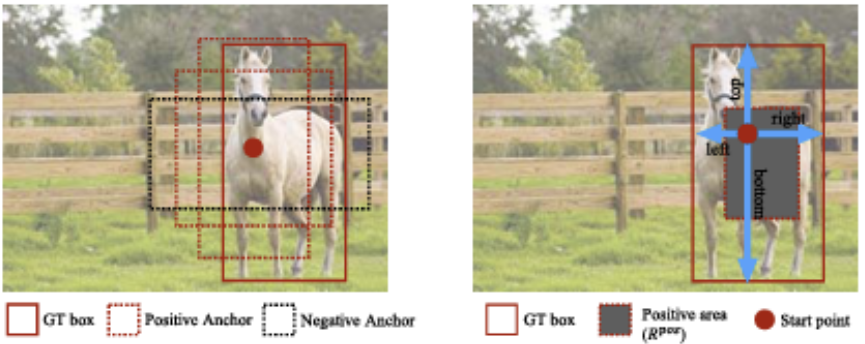 top
right
left
bottom
GT box
Positive Anchor
Negative Anchor
GT box
Positive area
(R^pos)
Start point